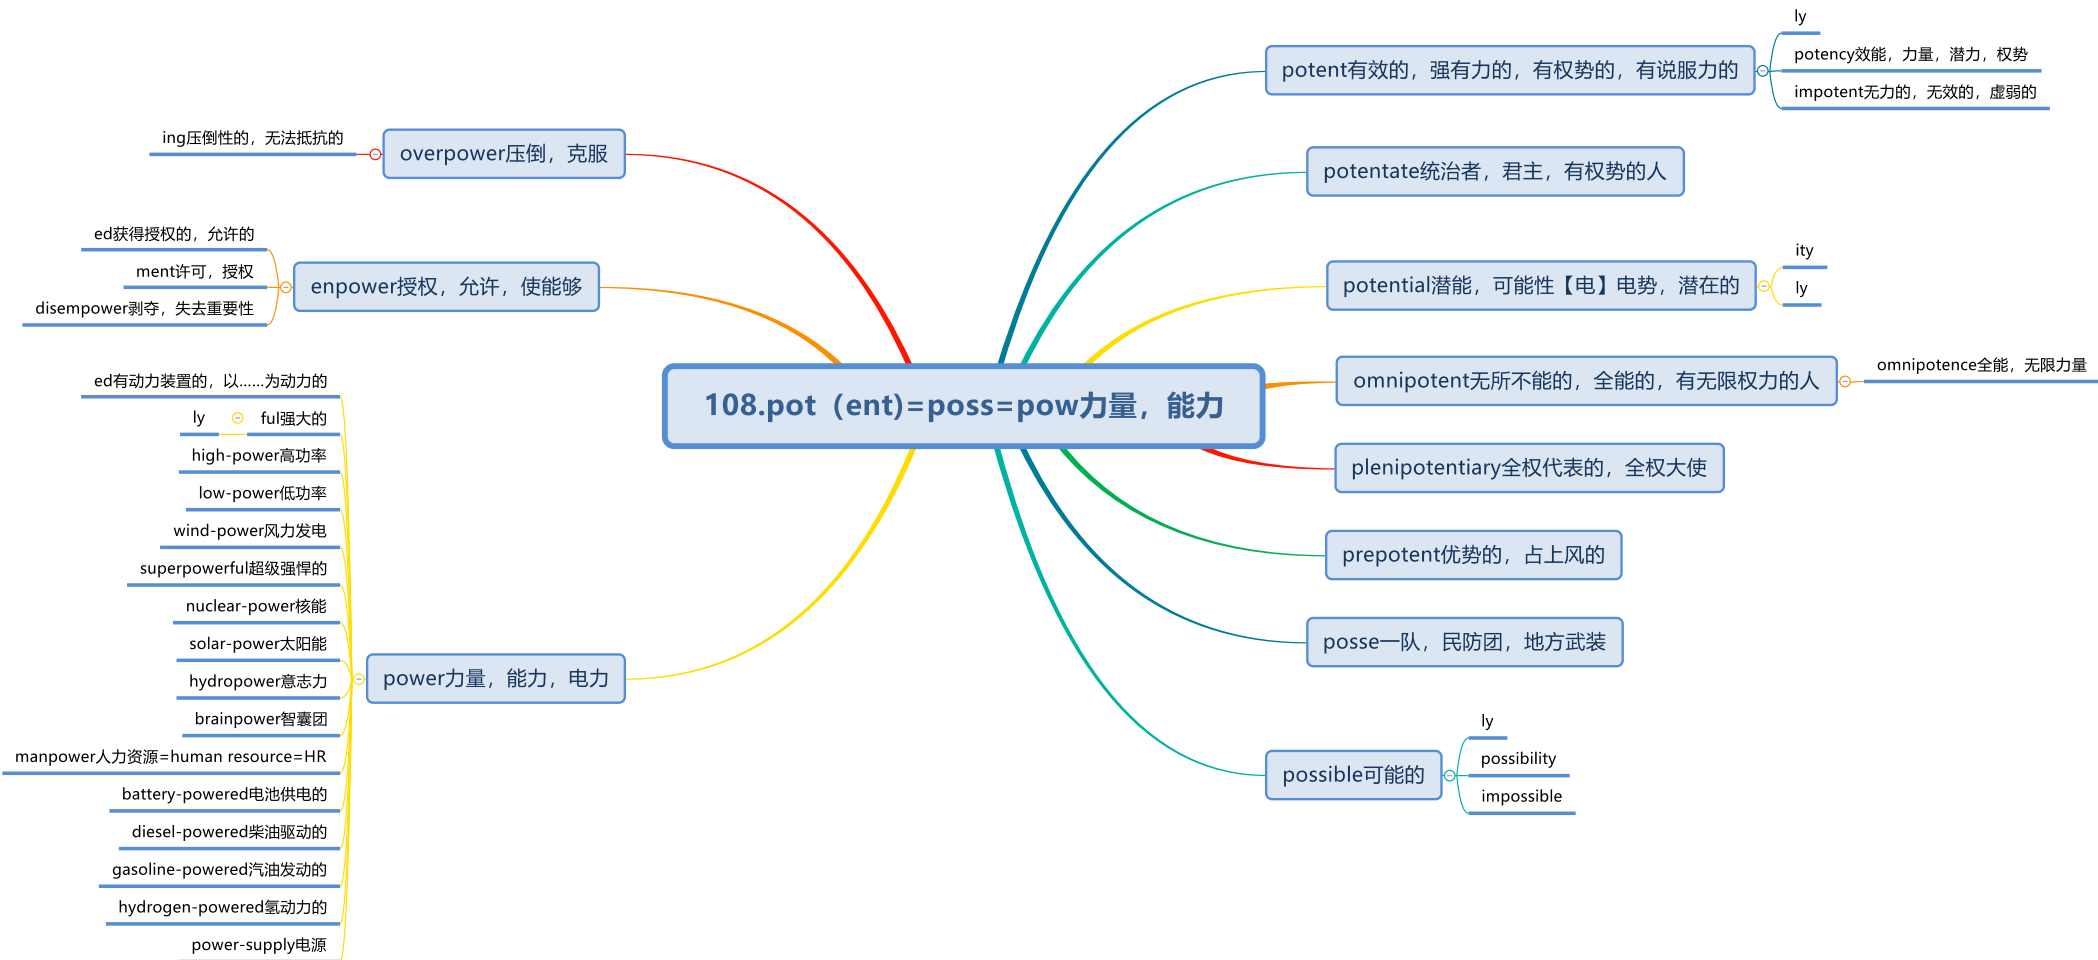 108.pot（ent)=poss=pow力量，能力
potent有效的，强有力的，有权势的，有说服力的
ly
potency效能，力量，潜力，权势
impotent无力的，无效的，虚弱的
potentate统治者，君主，有权势的人
potential潜能，可能性【电】电势，潜在的
ity
ly
omnipotent无所不能的，全能的，有无限权力的人
omnipotence全能，无限力量
plenipotentiary全权代表的，全权大使
prepotent优势的，占上风的
posse一队，民防团，地方武装
possible可能的
ly
possibility
impossible
overpower压倒，克服
ing压倒性的，无法抵抗的
enpower授权，允许，使能够
ed获得授权的，允许的
ment许可，授权
disempower剥夺，失去重要性
power力量，能力，电力
ed有动力装置的，以......为动力的
ful强大的
ly
high-power高功率
low-power低功率
wind-power风力发电
superpowerful超级强悍的
nuclear-power核能
solar-power太阳能
hydropower意志力
brainpower智囊团
manpower人力资源=human resource=HR
battery-powered电池供电的
diesel-powered柴油驱动的
gasoline-powered汽油发动的
hydrogen-powered氢动力的
power-supply电源